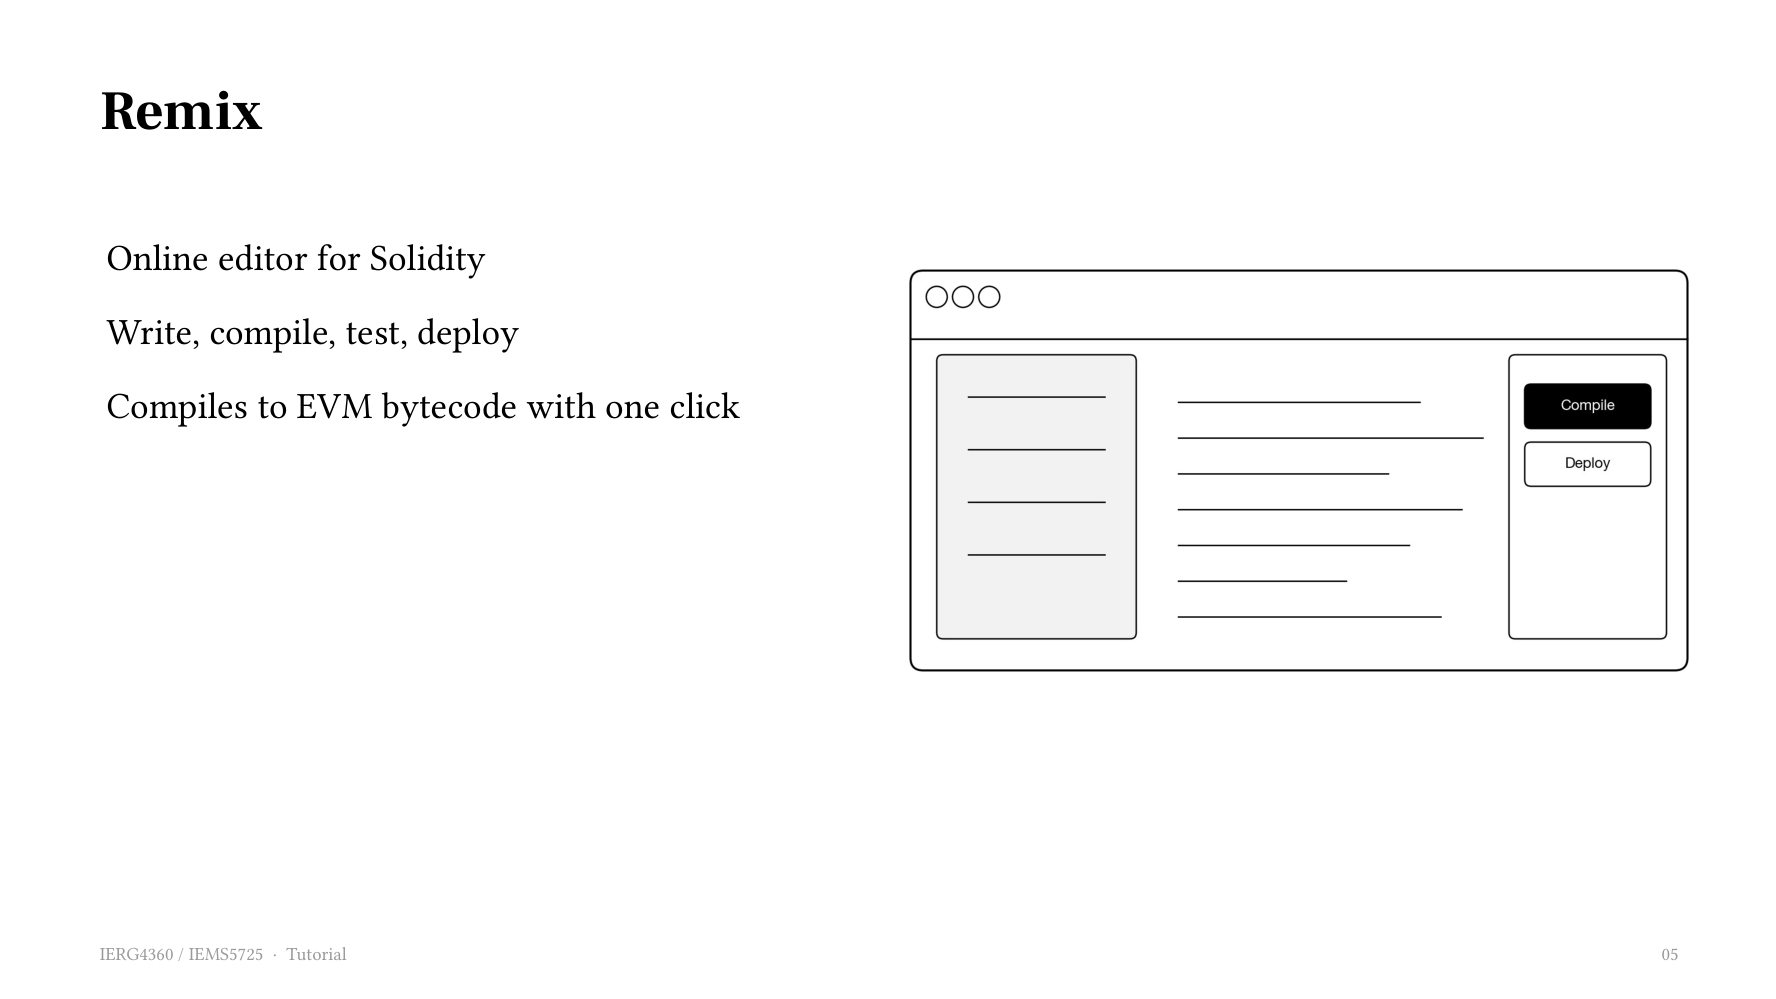 Remix
Online editor for Solidity
Write, compile, test, deploy
Compiles to EVM bytecode with one click
Compile
Deploy
IERG4360 / IEMS5725 · Tutorial
05